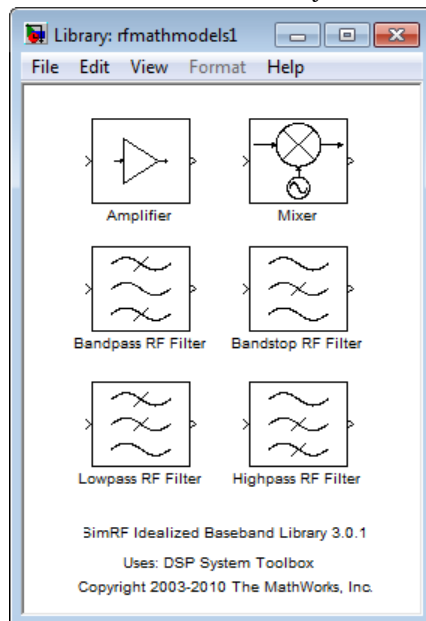 Library: rfmathmodels1
File Edit View Format Help
Amplifier Mixer
Bandpass RF Filter Bandstop RF Filter
Lowpass RF Filter Highpass RF Filter
SimRF Idealized Baseband Library 3.0.1
Uses: DSP System Toolbox
Copyright 2003-2010 The MathWorks, Inc.